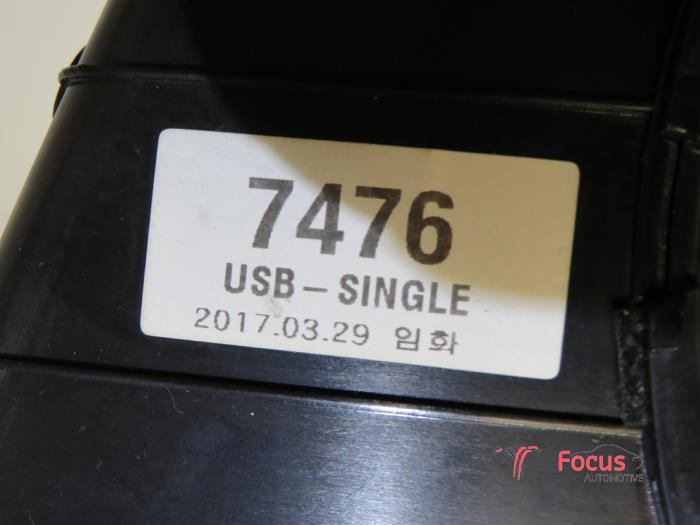 7476
USB - SINGLE
2017.03.29 임화
Focus
AUTOMOTIVE